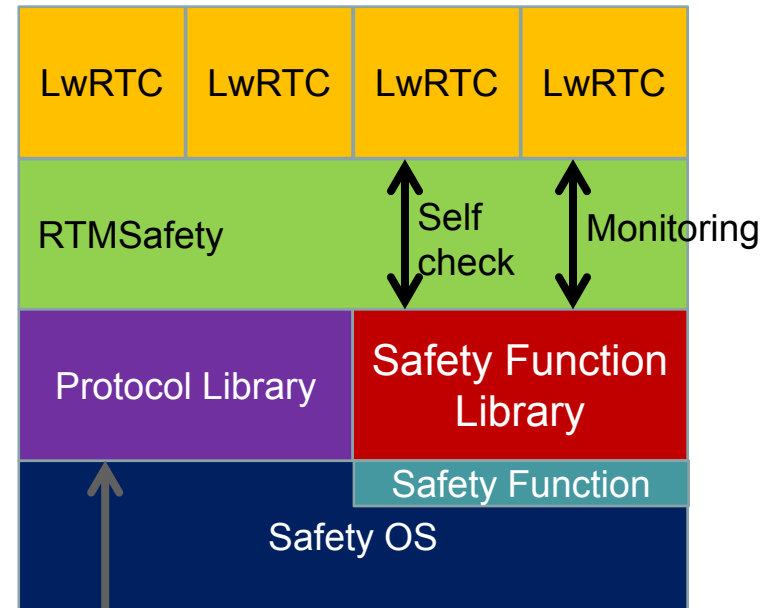 LwRTC LwRTC LwRTC LwRTC
RTMSafety
Self
check
Monitoring
Protocol Library
Safety Function
Library
Safety Function
Safety OS